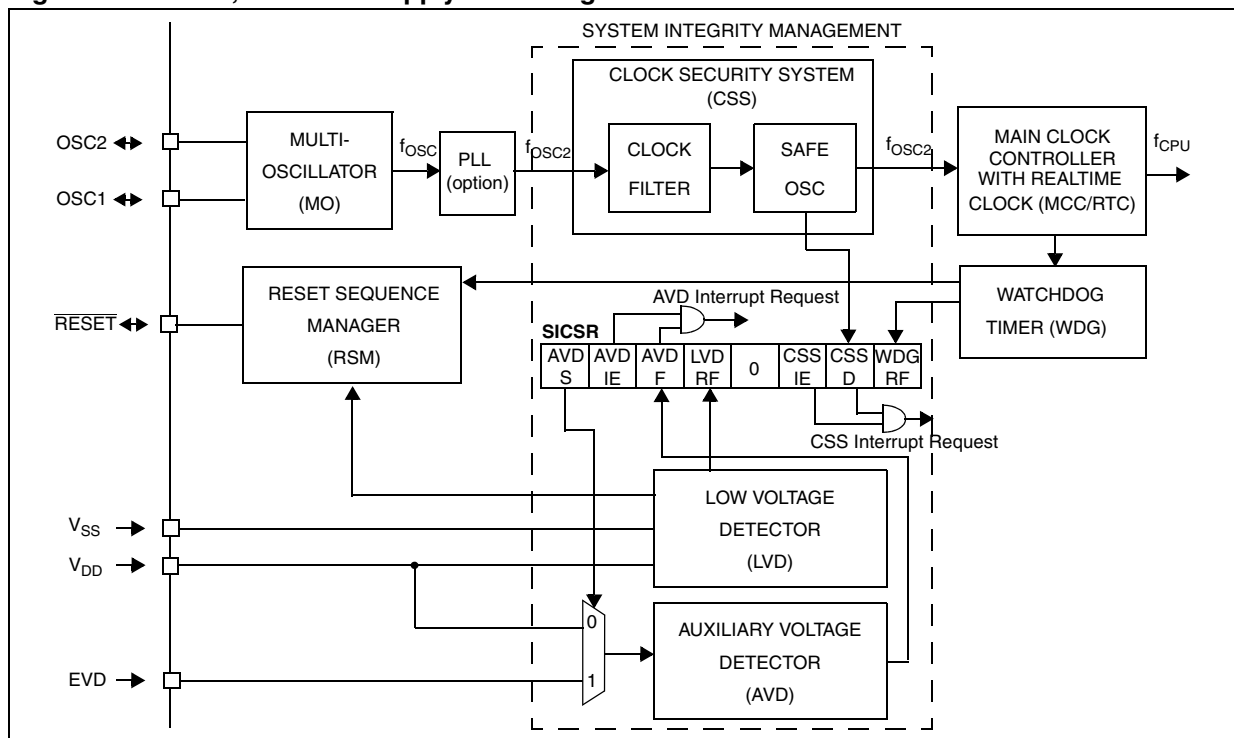 SYSTEM INTEGRITY MANAGEMENT
CLOCK SECURITY SYSTEM
(CSS)
OSC2
OSC1
MULTI-
OSCILLATOR
(MO)
fOSC
PLL
(option)
fOSC2
CLOCK
FILTER
SAFE
OSC
fOSC2
MAIN CLOCK
CONTROLLER
WITH REALTIME
CLOCK (MCC/RTC)
fCPU
RESET
RESET SEQUENCE
MANAGER
(RSM)
AVD Interrupt Request
WATCHDOG
TIMER (WDG)
SICSR
AVD AVD AVD LVD 0 CSS CSS WDG
S IE F RF IE D RF
CSS Interrupt Request
LOW VOLTAGE
DETECTOR
(LVD)
VSS
VDD
0
1
AUXILIARY VOLTAGE
DETECTOR
(AVD)
EVD